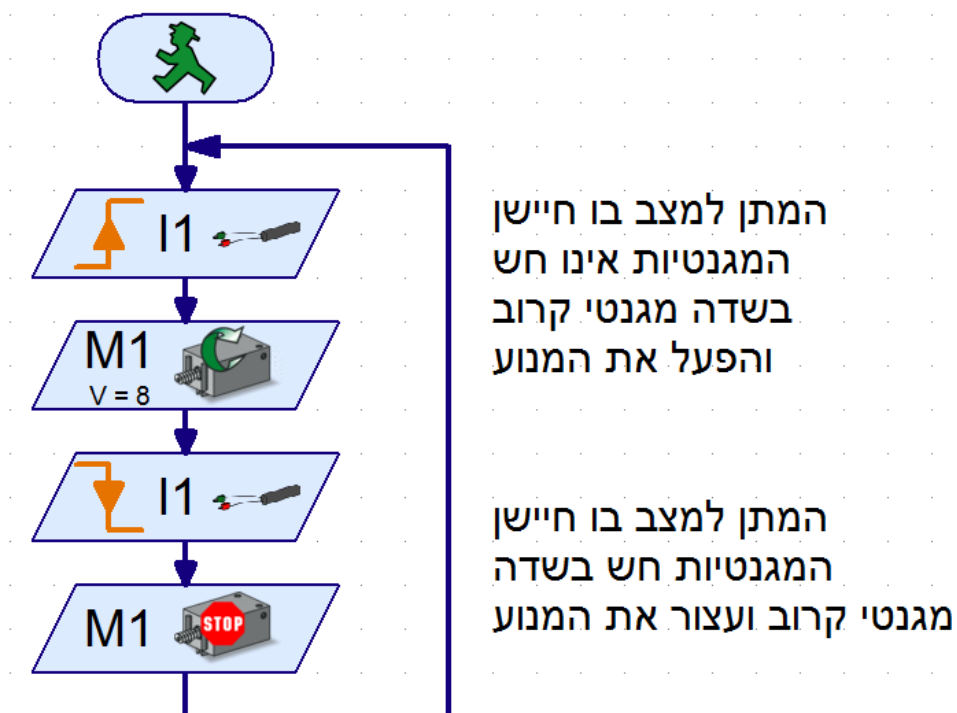 I1
המתן למצב בו חיישן
המגנטיות אינו חש
בשדה מגנטי קרוב
והפעל את המנוע
M1
V = 8
I1
המתן למצב בו חיישן
המגנטיות חש בשדה
מגנטי קרוב ועצור את המנוע
M1
STOP